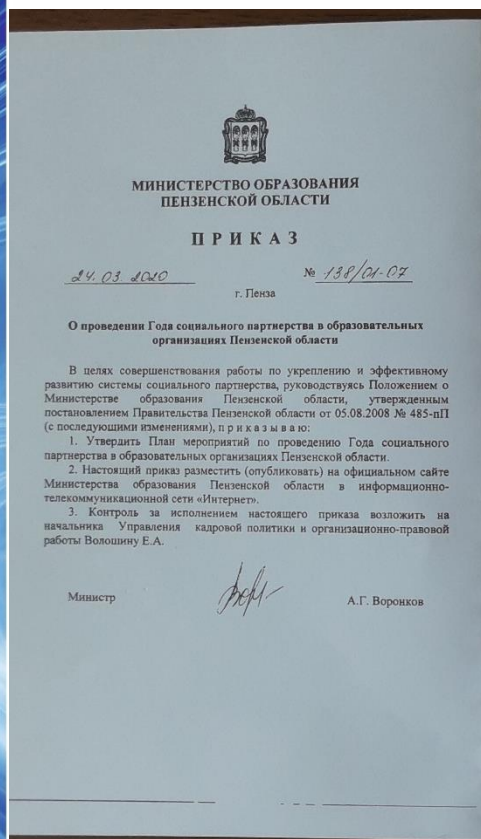 МИНИСТЕРСТВО ОБРАЗОВАНИЯ
ПЕНЗЕНСКОЙ ОБЛАСТИ
ПРИКАЗ
24.03.2020 № 138/01-07
г. Пенза
О проведении Года социального партнерства в образовательных
организациях Пензенской области
В целях совершенствования работы по укреплению и эффективному
развитию системы социального партнерства, руководствуясь Положением о
Министерстве образования Пензенской области, утвержденным
постановлением Правительства Пензенской области от 05.08.2008 № 485-пП
(с последующими изменениями), п р и к а з ы в а ю:
1. Утвердить План мероприятий по проведению Года социального
партнерства в образовательных организациях Пензенской области.
2. Настоящий приказ разместить (опубликовать) на официальном сайте
Министерства образования Пензенской области в информационно-
телекоммуникационной сети «Интернет».
3. Контроль за исполнением настоящего приказа возложить на
начальника Управления кадровой политики и организационно-правовой
работы Волошину Е.А.
Министр А.Г. Воронков